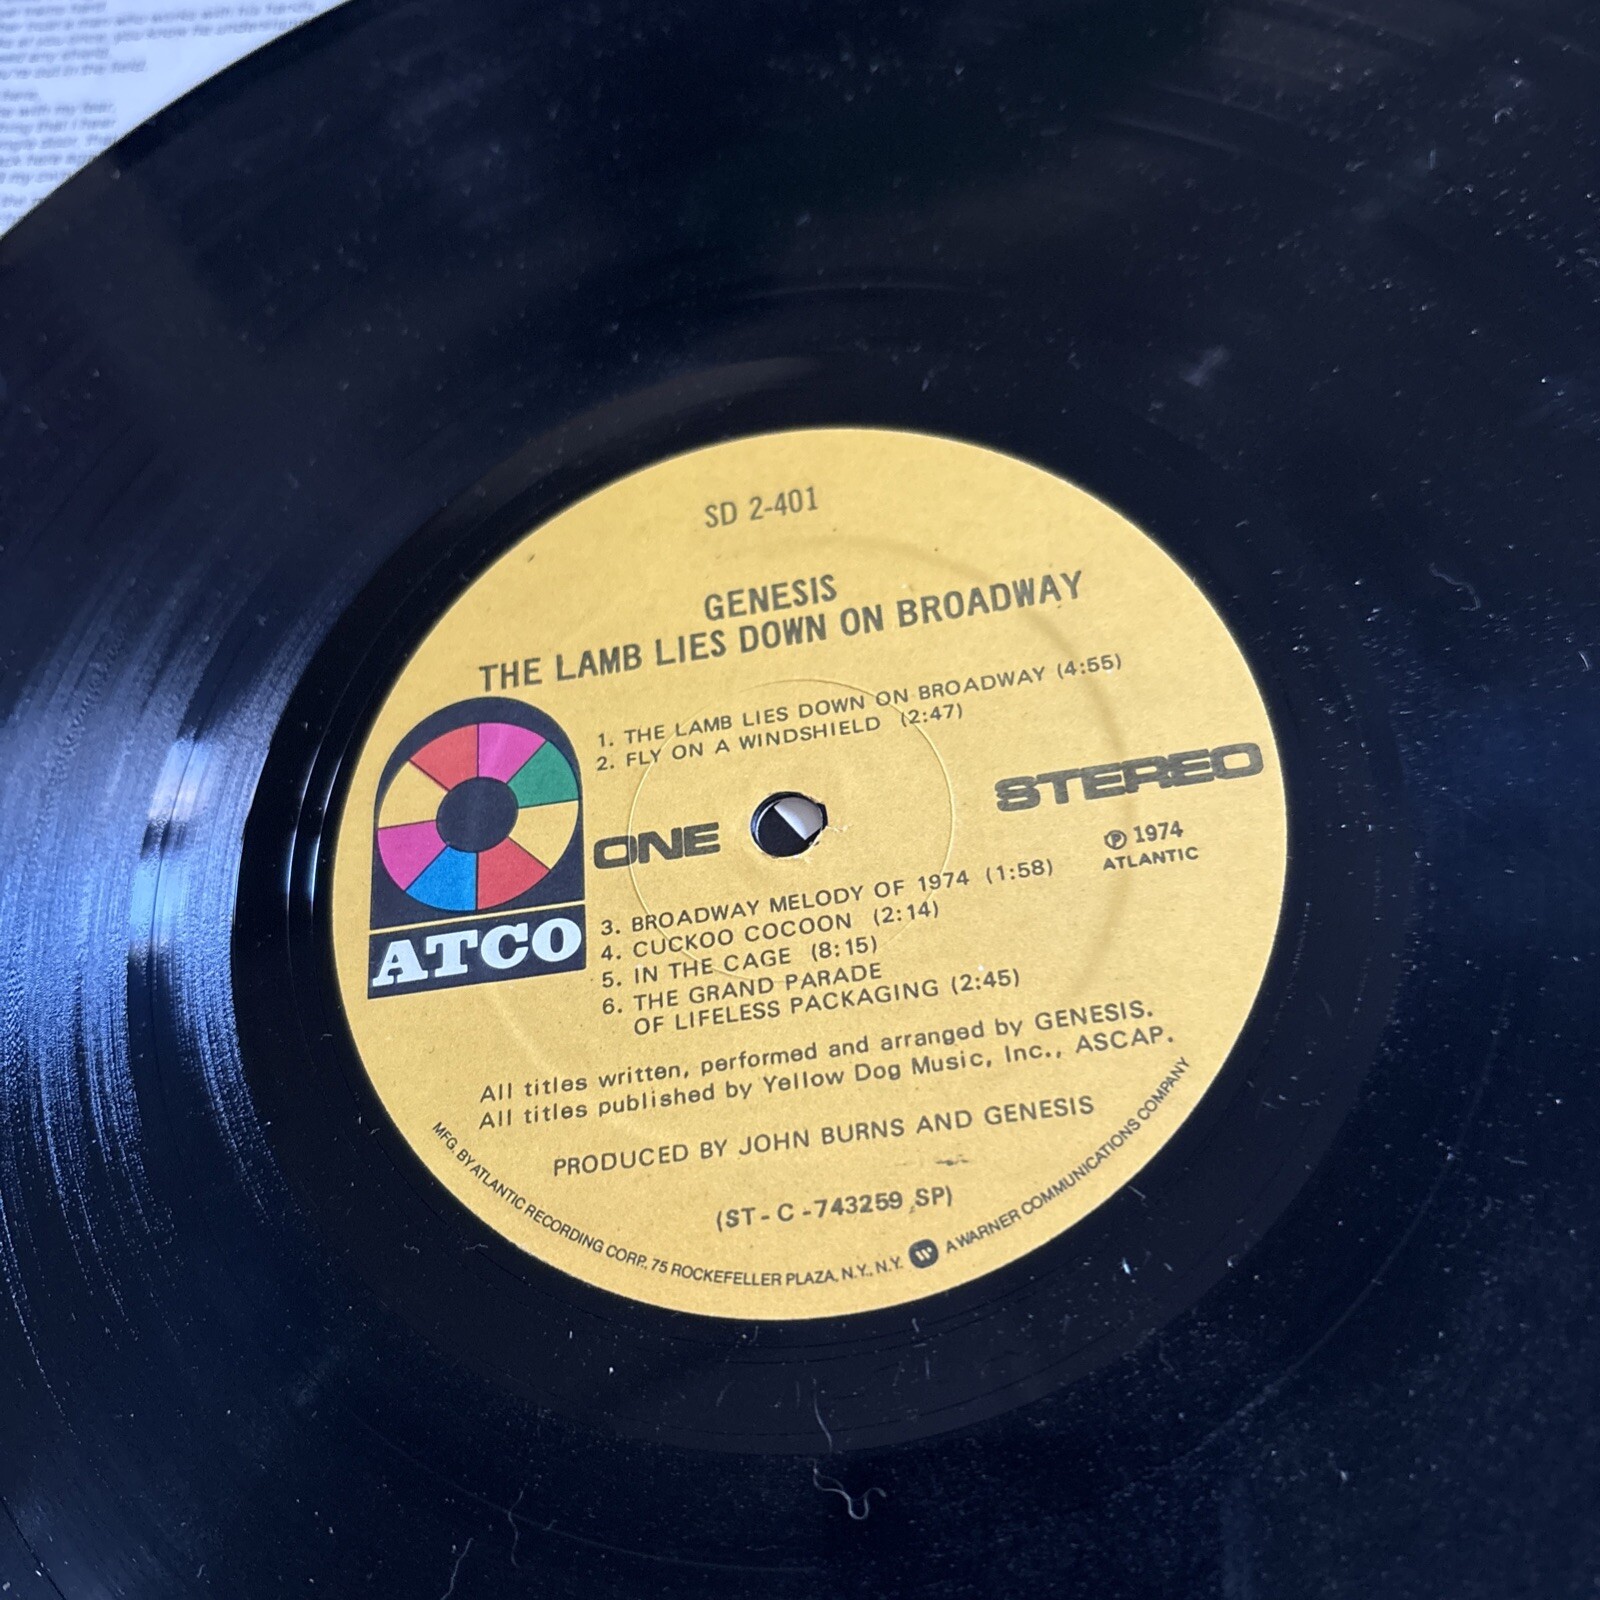 SD 2-401
GENESIS
THE LAMB LIES DOWN ON BROADWAY
1. THE LAMB LIES DOWN ON BROADWAY (4:55)
2. FLY ON A WINDSHIELD (2:47)
STEREO
ONE
Ⓟ 1974
ATLANTIC
ATCO
3. BROADWAY MELODY OF 1974 (1:58)
4. CUCKOO COCOON (2:14)
5. IN THE CAGE (8:15)
6. THE GRAND PARADE
OF LIFELESS PACKAGING (2:45)
All titles written, performed and arranged by GENESIS.
All titles published by Yellow Dog Music, Inc., ASCAP.
PRODUCED BY JOHN BURNS AND GENESIS
(ST-C-743259 SP)
MFG. BY ATLANTIC RECORDING CORP., 75 ROCKEFELLER PLAZA, N.Y., N.Y. A WARNER COMMUNICATIONS COMPANY